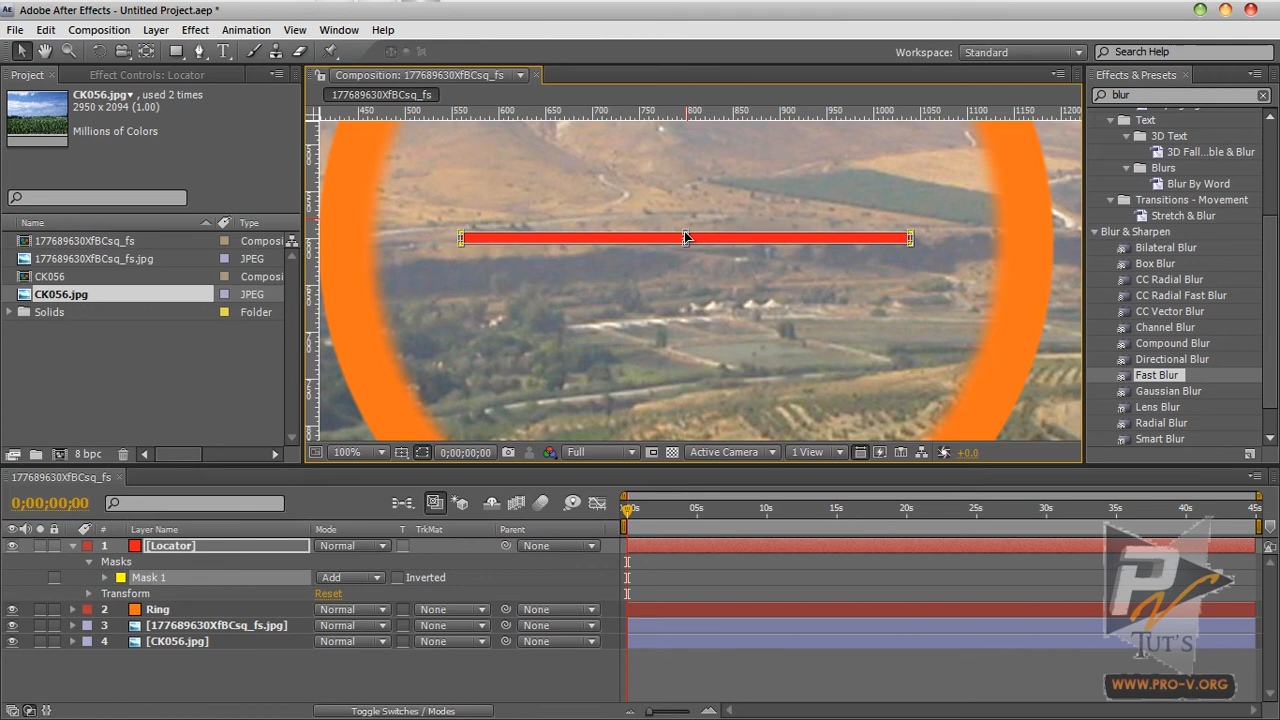 Adobe After Effects - Untitled Project.aep *
File Edit Composition Layer Effect Animation View Window Help
Workspace: Standard Search Help
Project Effect Controls: Locator
CK056.jpg▾, used 2 times
2950 x 2094 (1.00)
Millions of Colors
Name Type
177689630XfBCsq_fs Composi
177689630XfBCsq_fs.jpg JPEG
CK056 Composi
CK056.jpg JPEG
Solids Folder
8 bpc
Composition: 177689630XfBCsq_fs
177689630XfBCsq_fs
450 500 550 600 650 700 750 800 850 900 950 1000 1050 1100 1150 1200
100% 0;00;00;00 Full Active Camera 1 View +0.0
Effects & Presets
blur
Text
3D Text
3D Fall...ble & Blur
Blurs
Blur By Word
Transitions - Movement
Stretch & Blur
Blur & Sharpen
Bilateral Blur
Box Blur
CC Radial Blur
CC Radial Fast Blur
CC Vector Blur
Channel Blur
Compound Blur
Directional Blur
Fast Blur
Gaussian Blur
Lens Blur
Radial Blur
Smart Blur
177689630XfBCsq_fs
0;00;00;00
00s 05s 10s 15s 20s 25s 30s 35s 40s 45s
# Layer Name Mode T TrkMat Parent
1 [Locator] Normal None
Masks
Mask 1 Add Inverted
Transform Reset
2 Ring Normal None None
3 [177689630XfBCsq_fs.jpg] Normal None None
4 [CK056.jpg] Normal None None
Toggle Switches / Modes
PV
TUT'S
WWW.PRO-V.ORG